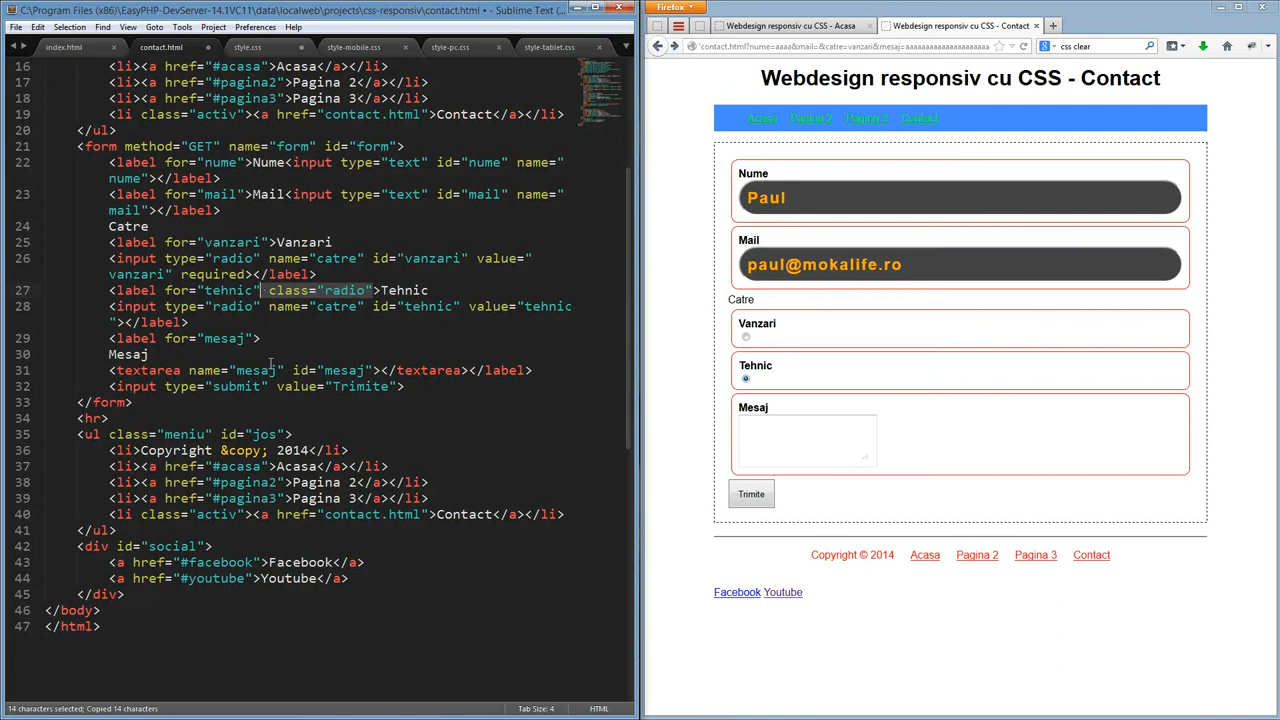 C:\Program Files (x86)\EasyPHP-DevServer-14.1VC11\data\localweb\projects\css-responsiv\contact.html • - Sublime Text (...
File Edit Selection Find View Goto Tools Project Preferences Help
index.html contact.html style.css style-mobile.css style-pc.css style-tablet.css
16 <li><a href="#acasa">Acasa</a></li>
17 <li><a href="#pagina2">Pagina 2</a></li>
18 <li><a href="#pagina3">Pagina 3</a></li>
19 <li class="activ"><a href="contact.html">Contact</a></li>
20 </ul>
21 <form method="GET" name="form" id="form">
22 <label for="nume">Nume<input type="text" id="nume" name="
nume"></label>
23 <label for="mail">Mail<input type="text" id="mail" name="
mail"></label>
24 Catre
25 <label for="vanzari">Vanzari
26 <input type="radio" name="catre" id="vanzari" value="
vanzari" required></label>
27 <label for="tehnic" class="radio">Tehnic
28 <input type="radio" name="catre" id="tehnic" value="tehnic
"></label>
29 <label for="mesaj">
30 Mesaj
31 <textarea name="mesaj" id="mesaj"></textarea></label>
32 <input type="submit" value="Trimite">
33 </form>
34 <hr>
35 <ul class="meniu" id="jos">
36 <li>Copyright &copy; 2014</li>
37 <li><a href="#acasa">Acasa</a></li>
38 <li><a href="#pagina2">Pagina 2</a></li>
39 <li><a href="#pagina3">Pagina 3</a></li>
40 <li class="activ"><a href="contact.html">Contact</a></li>
41 </ul>
42 <div id="social">
43 <a href="#facebook">Facebook</a>
44 <a href="#youtube">Youtube</a>
45 </div>
46 </body>
47 </html>
14 characters selected; Copied 14 characters Tab Size: 4 HTML
Firefox
Webdesign responsiv cu CSS - Acasa Webdesign responsiv cu CSS - Contact
css clear
Webdesign responsiv cu CSS - Contact
Acasa Pagina 2 Pagina 3 Contact
Nume
Paul
Mail
paul@mokalife.ro
Catre
Vanzari
Tehnic
Mesaj
Trimite
Copyright © 2014 Acasa Pagina 2 Pagina 3 Contact
Facebook Youtube